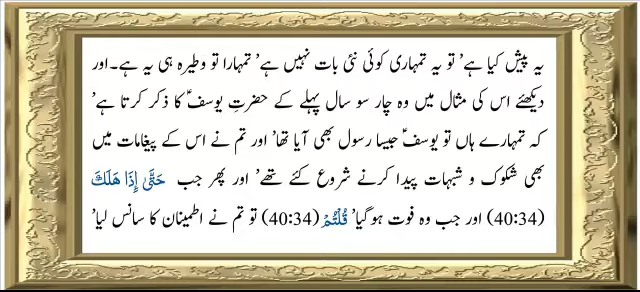 یہ پیش کیا ہے' تو یہ تمہاری کوئی نئی بات نہیں ہے' تمہارا تو وطیرہ ہی یہ ہے۔اور
دیکھئے اس کی مثال میں وہ چار سو سال پہلے کے حضرتِ یوسفؑ کا ذکر کرتا ہے'
کہ تمہارے ہاں تو یوسفؑ جیسا رسول بھی آیا تھا' اور تم نے اس کے پیغامات میں
بھی شکوک و شبہات پیدا کرنے شروع کئے تھے' اور پھر جب حَتَّىٰ إِذَا هَلَكَ
(40:34) اور جب وہ فوت ہو گیا' قُلْتُمْ (40:34) تو تم نے اطمینان کا سانس لیا'